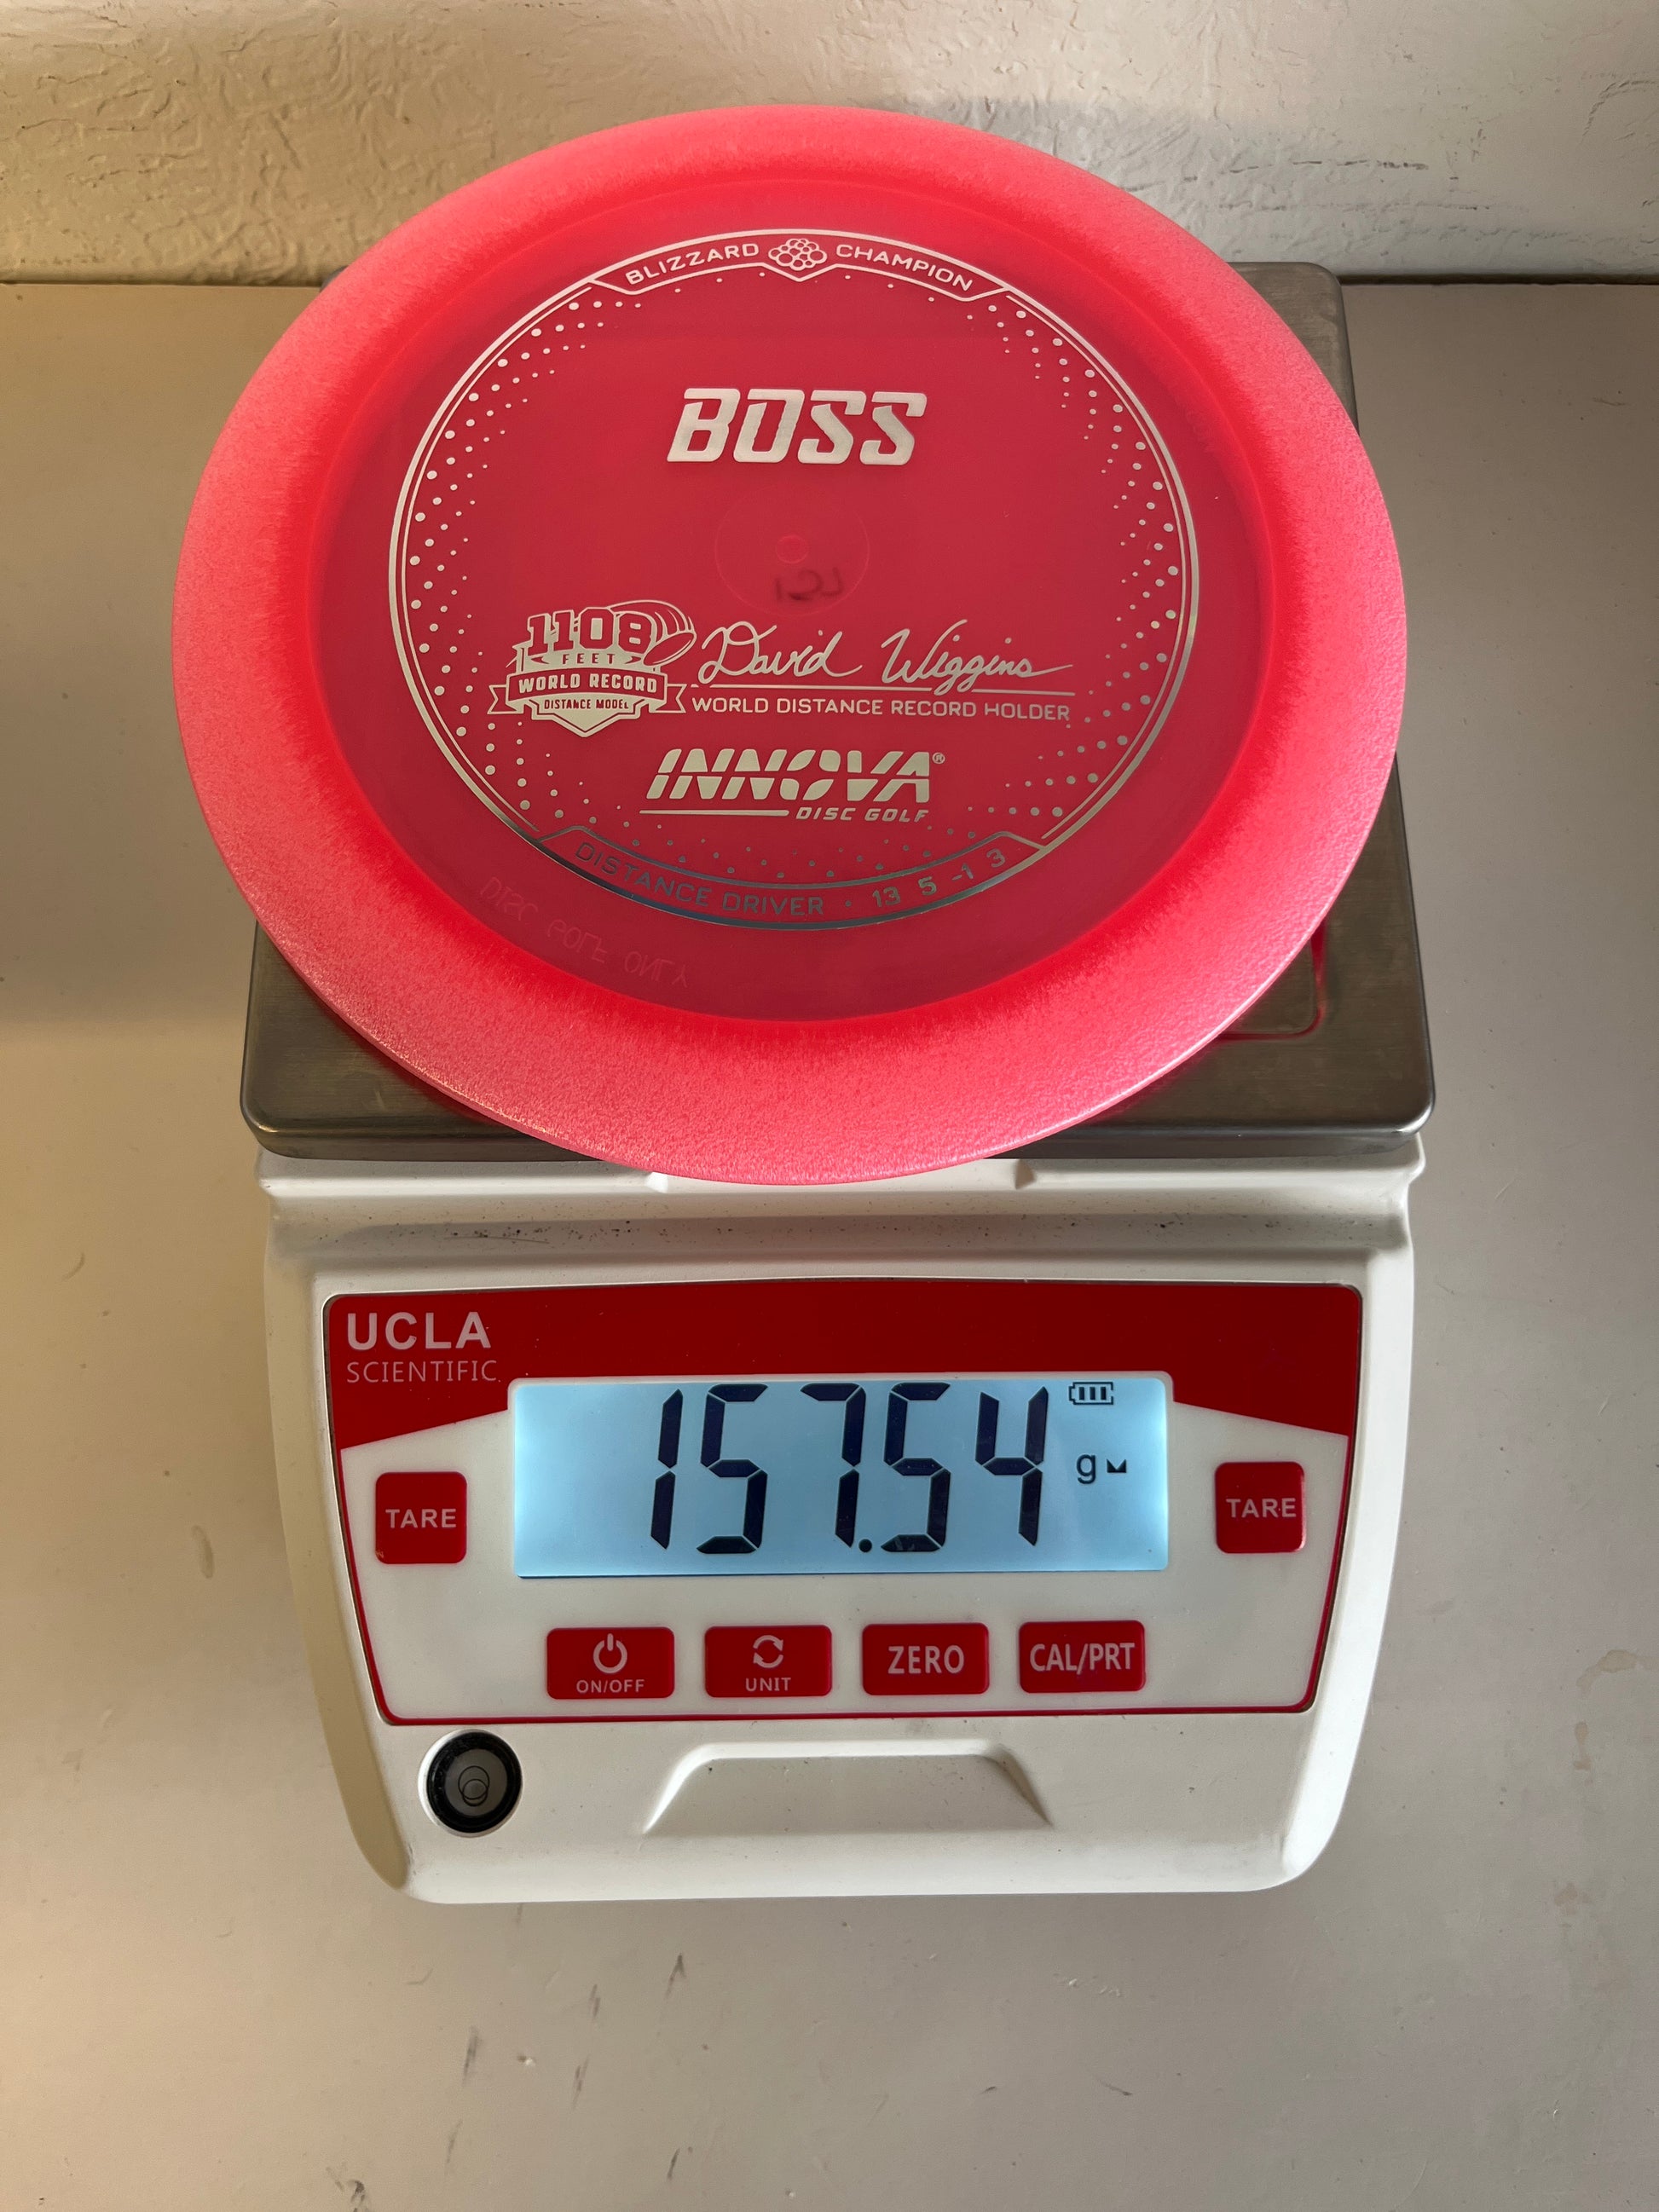 BLIZZARD CHAMPION
BOSS
1108
FEET
WORLD RECORD
DISTANCE MODEL
David Wiggins
WORLD DISTANCE RECORD HOLDER
INNOVA®
DISC GOLF
DISTANCE DRIVER · 13 5 -1 3
DISC GOLF ONLY
UCLA
SCIENTIFIC
157.54 g
TARE
TARE
ON/OFF
UNIT
ZERO
CAL/PRT